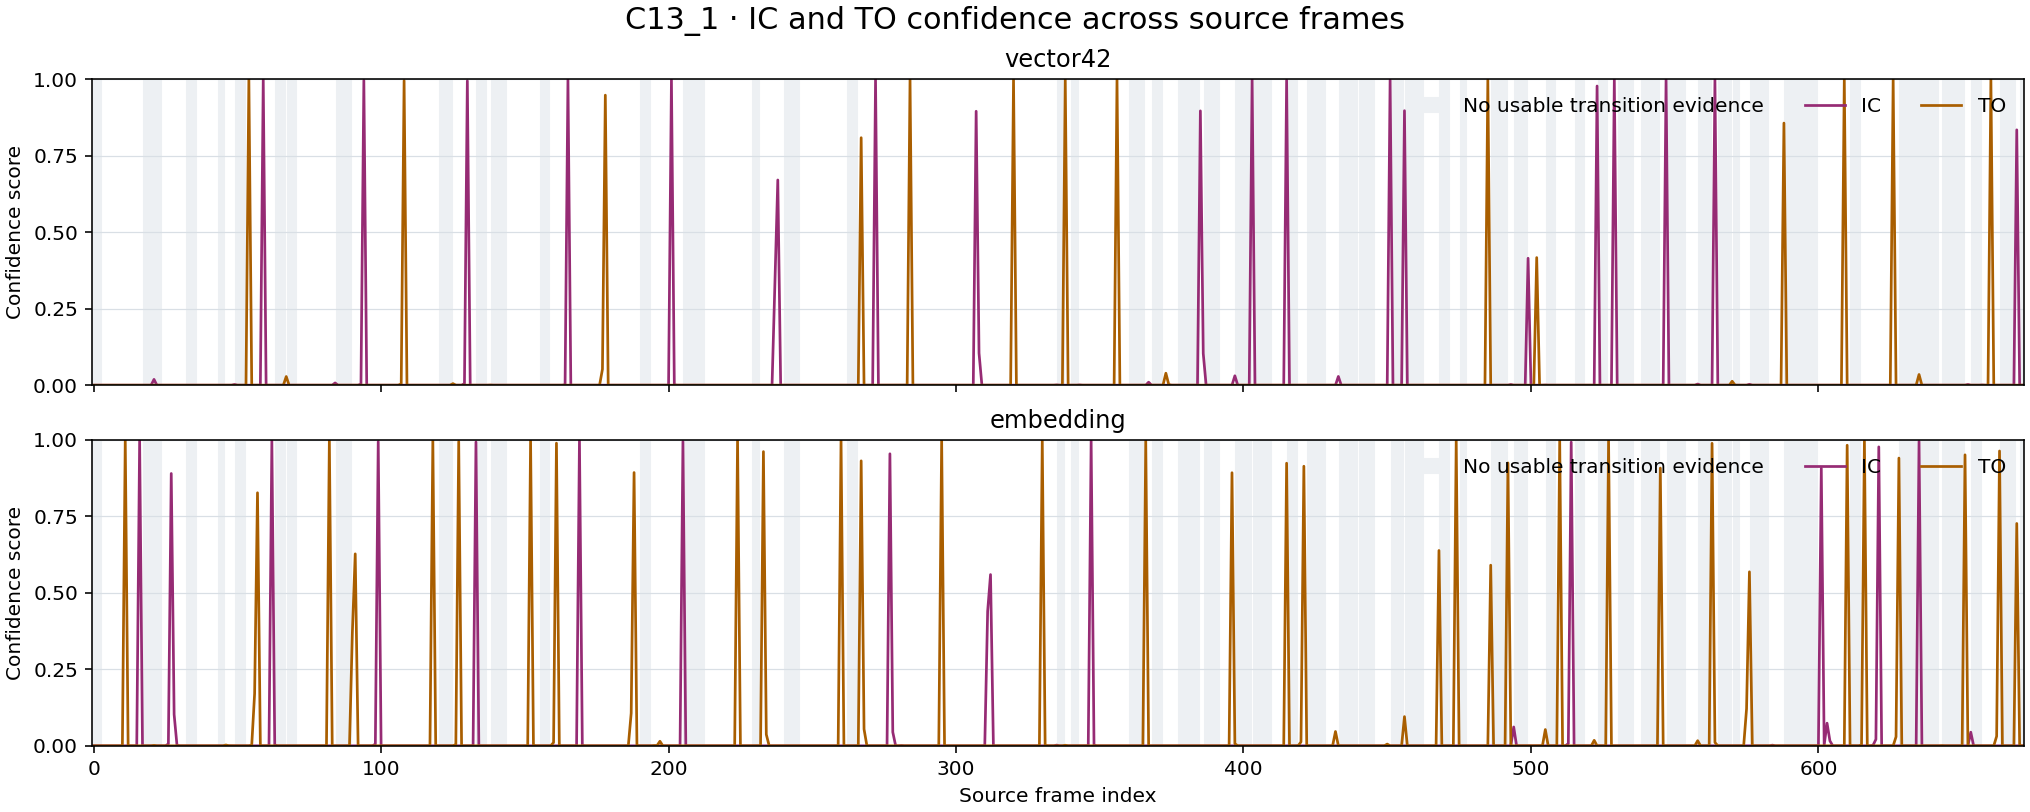 C13_1 · IC and TO confidence across source frames
vector42
1.00
0.75
0.50
0.25
0.00
Confidence score
No usable transition evidence IC TO
embedding
1.00
0.75
0.50
0.25
0.00
Confidence score
No usable transition evidence IC TO
0 100 200 300 400 500 600
Source frame index